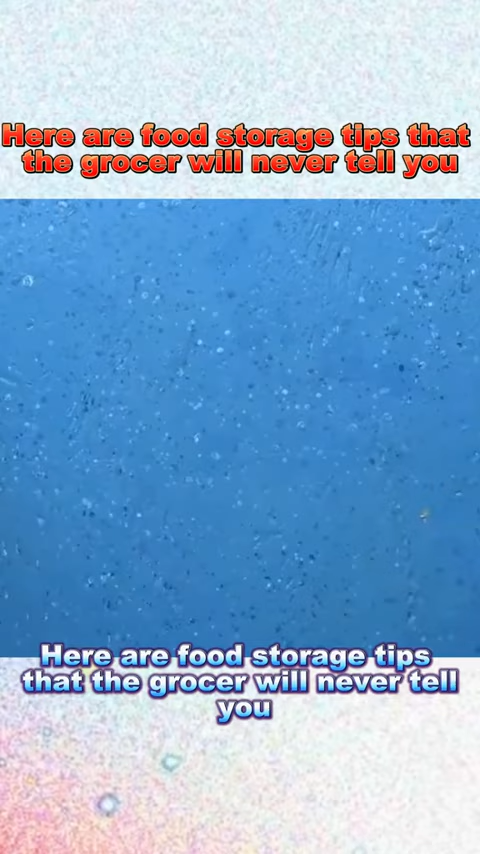 Here are food storage tips that
the grocer will never tell you
Here are food storage tips
that the grocer will never tell
you